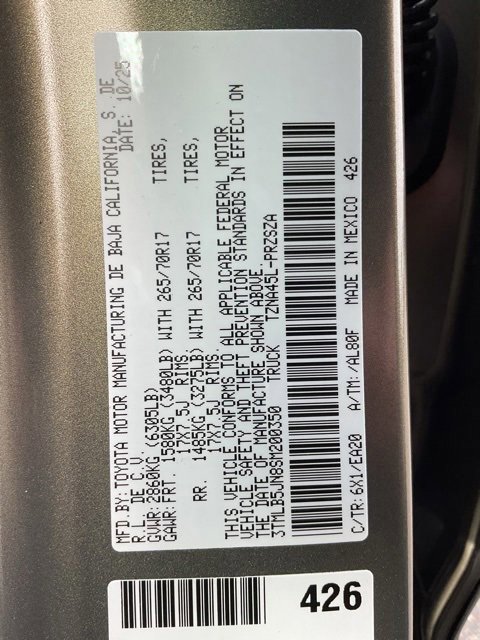 MFD.BY:TOYOTA MOTOR MANUFACTURING DE BAJA CALIFORNIA, S. DE
R.L. DE C.V. DATE: 10/25
GVWR: 2860KG (6305LB)
GAWR: FRT. 1580KG (3480LB) WITH 265/70R17 TIRES,
17X7.5J RIMS.
RR. 1485KG (3275LB) WITH 265/70R17 TIRES,
17X7.5J RIMS.
THIS VEHICLE CONFORMS TO ALL APPLICABLE FEDERAL MOTOR
VEHICLE SAFETY AND THEFT PREVENTION STANDARDS IN EFFECT ON
THE DATE OF MANUFACTURE SHOWN ABOVE.
3TMLB5JN8SM200350 TRUCK TZNA45L-PRZSZA
C/TR: 6X1/EA20 A/TM: /AL80F MADE IN MEXICO 426
426